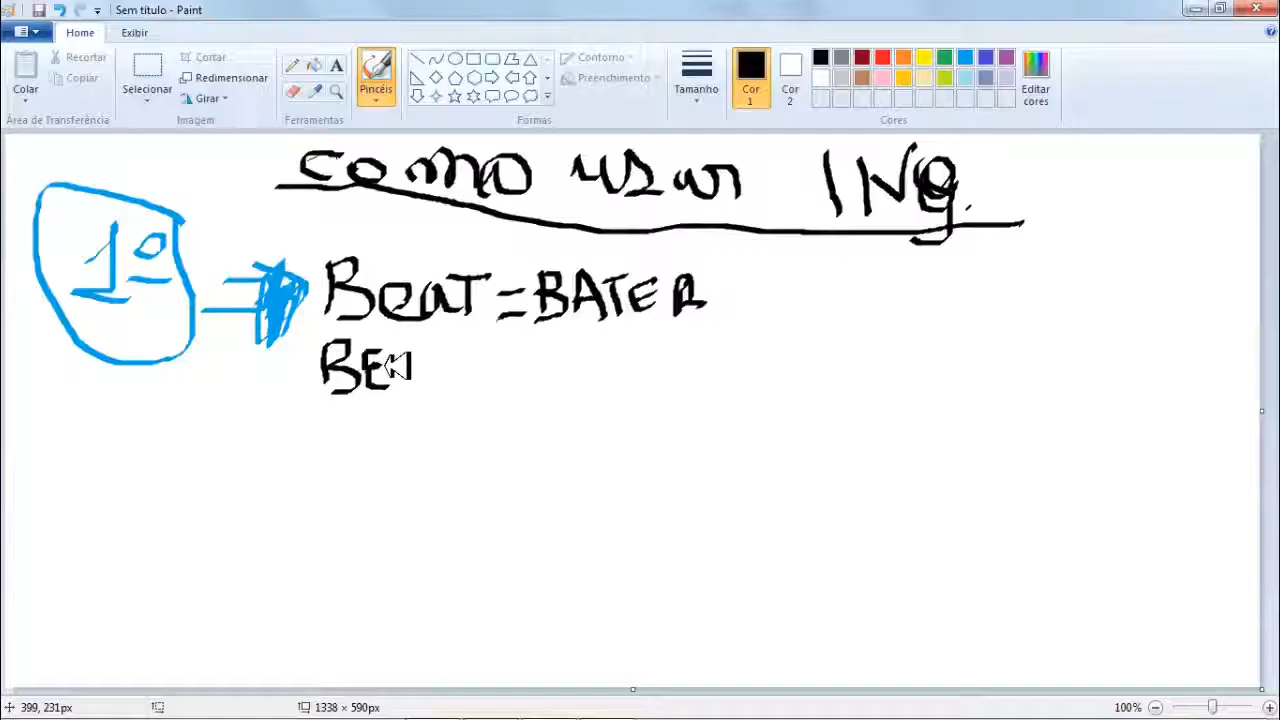 Sem título - Paint
Home Exibir
Colar
Recortar
Copiar
Área de Transferência
Selecionar
Cortar
Redimensionar
Girar
Imagem
Ferramentas
Pincéis
Contorno
Preenchimento
Formas
Tamanho
Cor 1
Cor 2
Editar cores
Cores
como usar ING.
1º
Beat = BATER
BE
399, 231px
1338 × 590px
100%